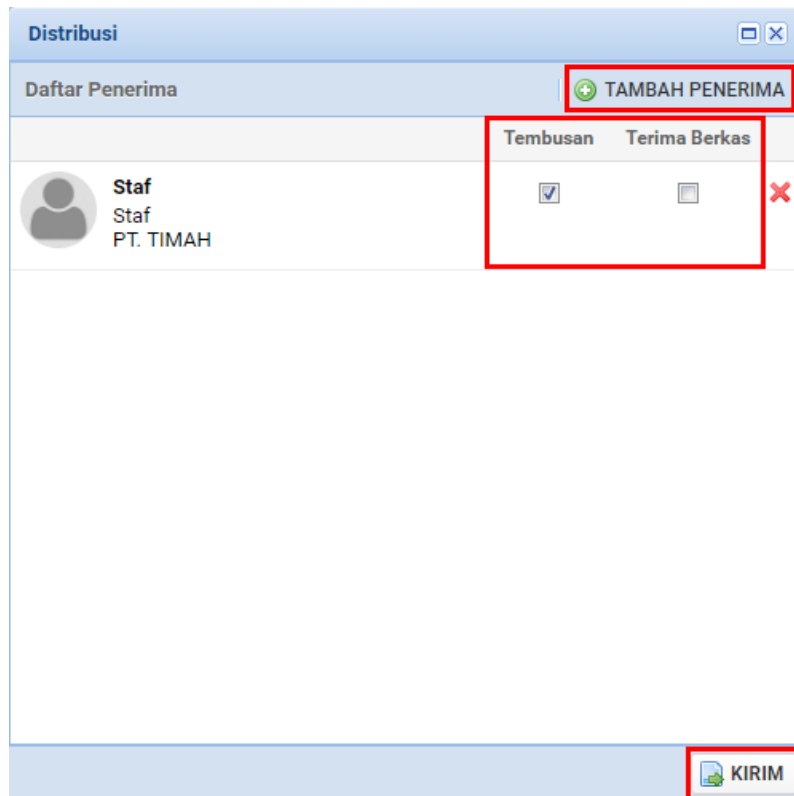 Distribusi
Daftar Penerima
TAMBAH PENERIMA
Tembusan Terima Berkas
Staf
Staf
PT. TIMAH
KIRIM